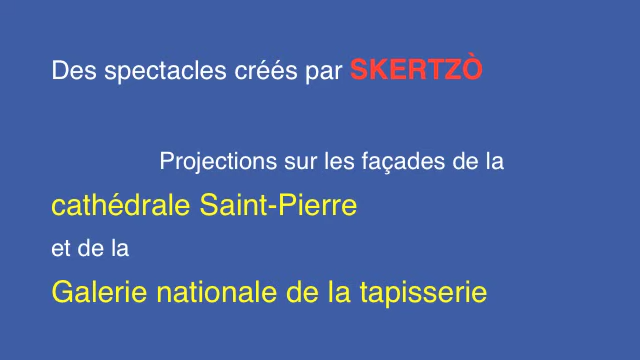 Des spectacles créés par SKERTZÒ
Projections sur les façades de la
cathédrale Saint-Pierre
et de la
Galerie nationale de la tapisserie